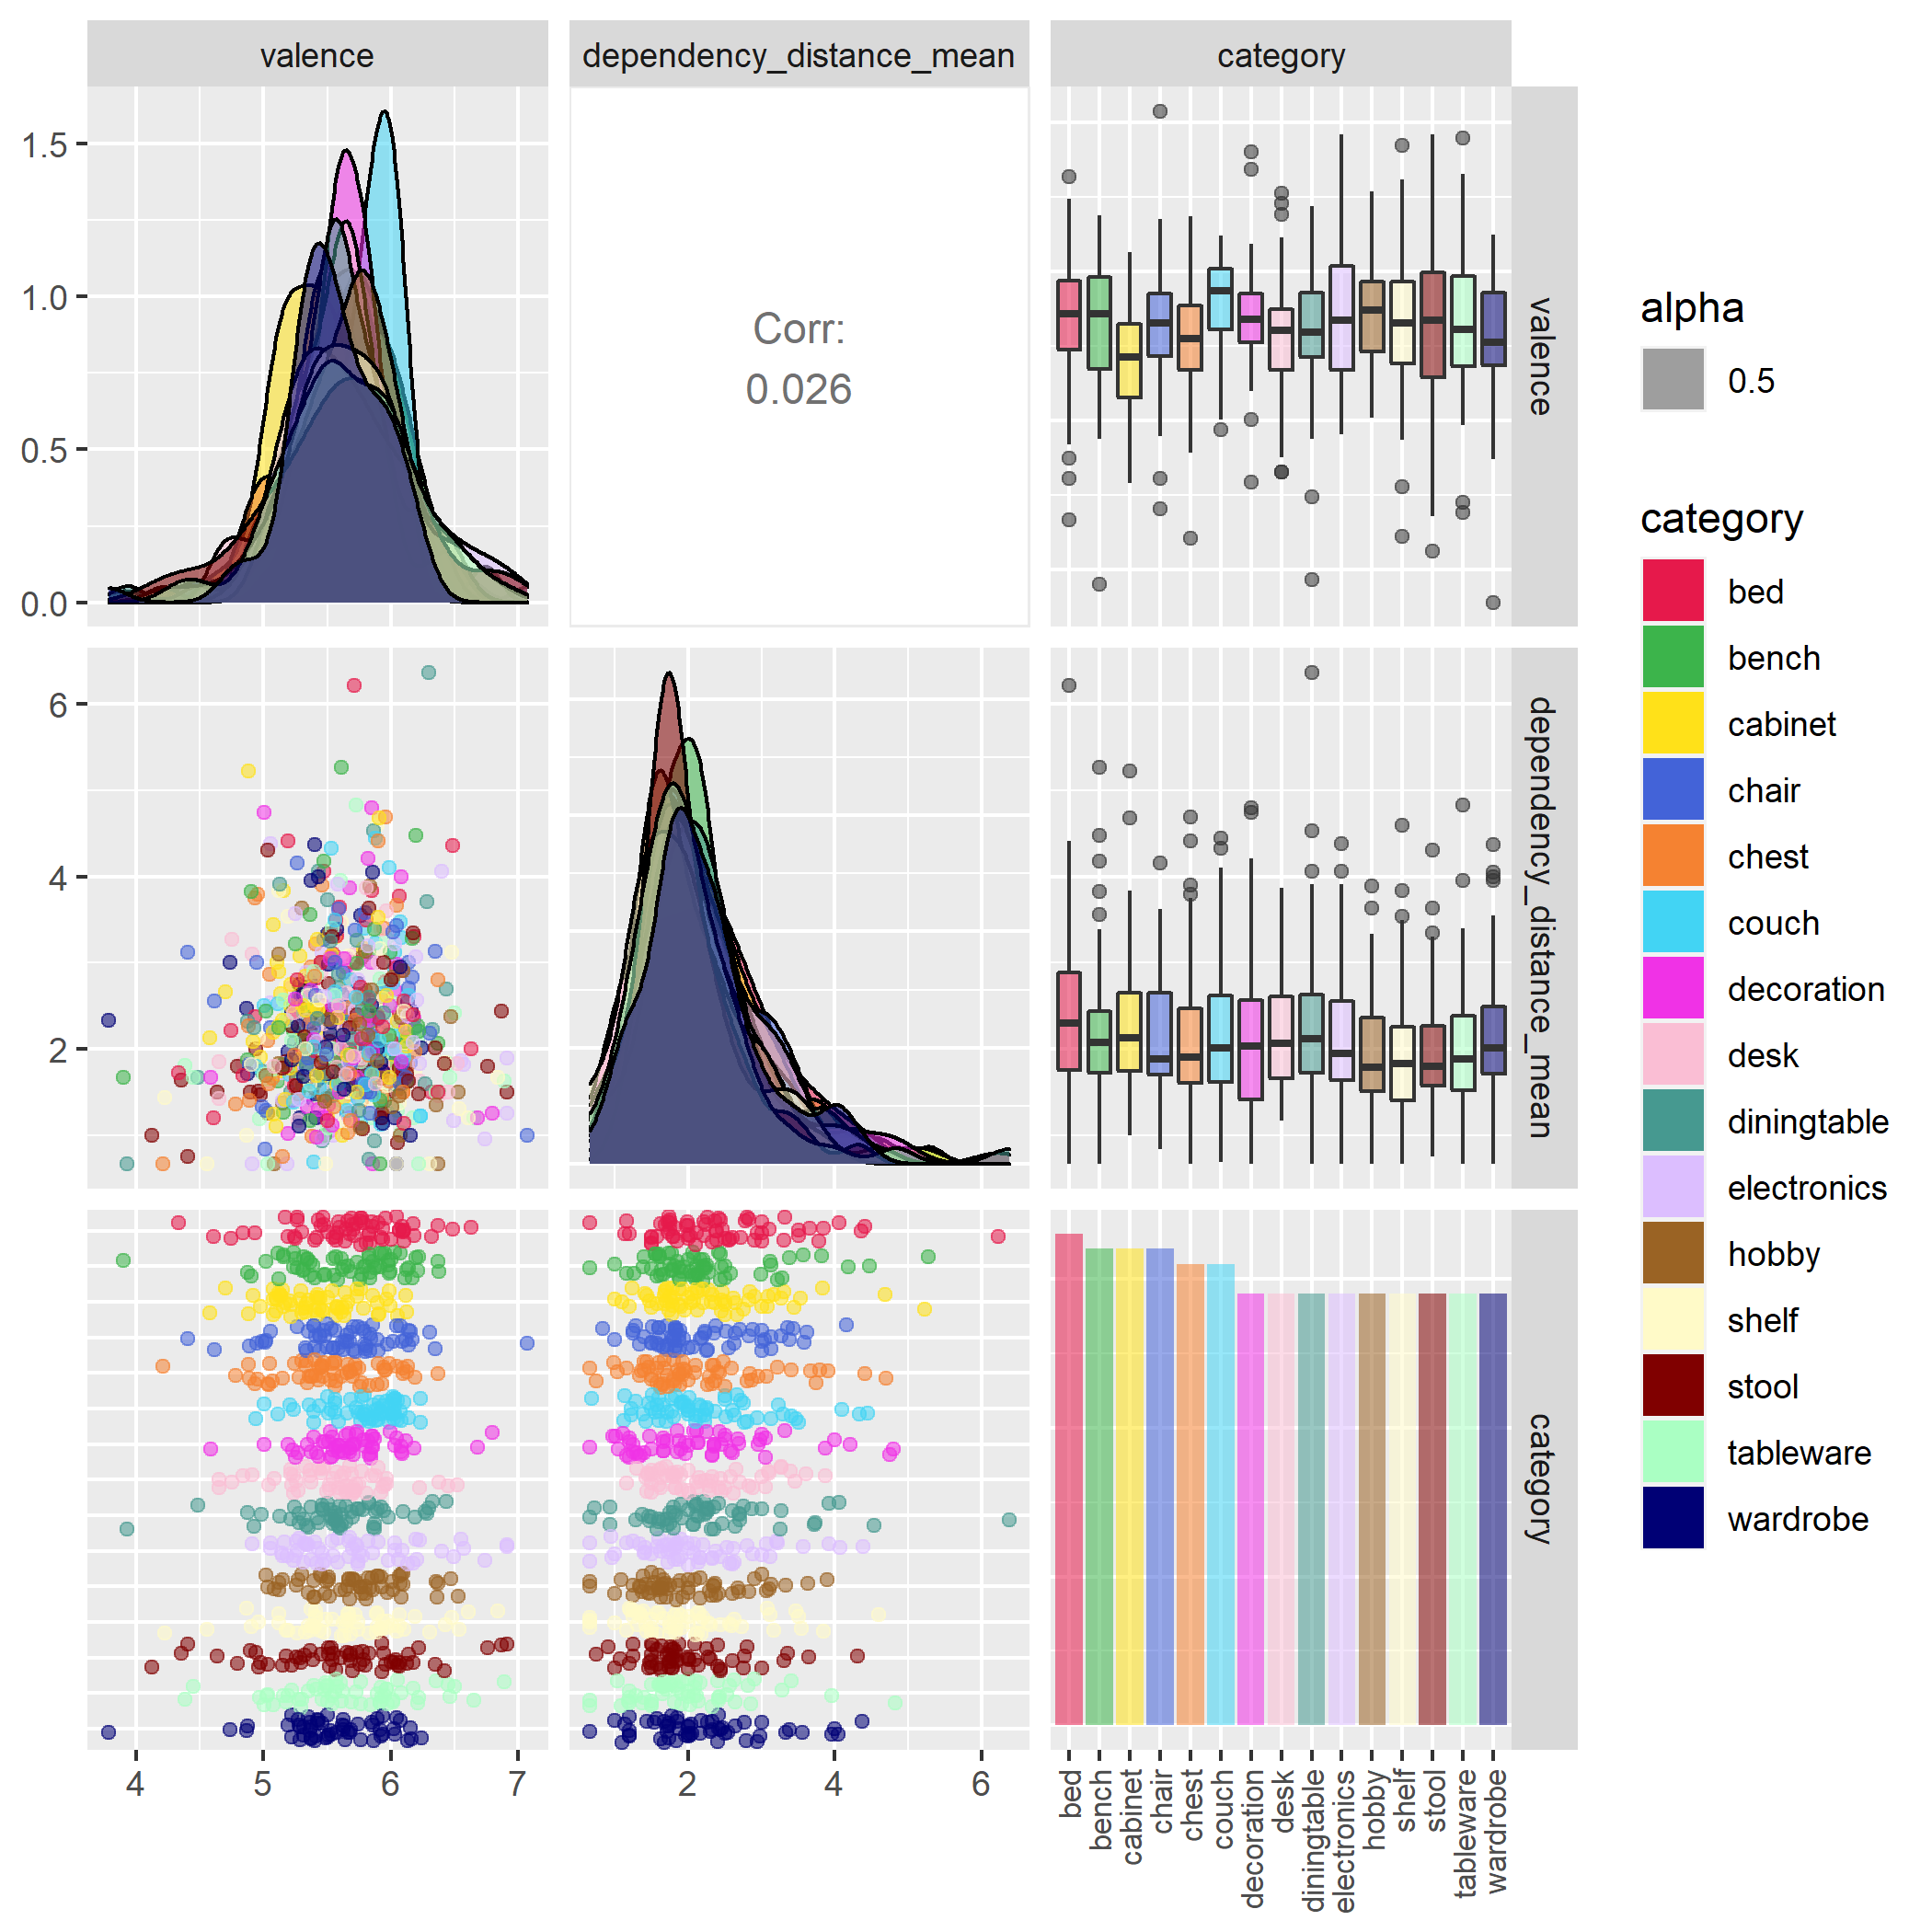 valence
dependency_distance_mean
category
1.5
1.0
0.5
0.0
Corr:
0.026
valence
6
4
2
dependency_distance_mean
category
4
5
6
7
2
4
6
bed
bench
cabinet
chair
chest
couch
decoration
desk
diningtable
electronics
hobby
shelf
stool
tableware
wardrobe
alpha
0.5
category
bed
bench
cabinet
chair
chest
couch
decoration
desk
diningtable
electronics
hobby
shelf
stool
tableware
wardrobe